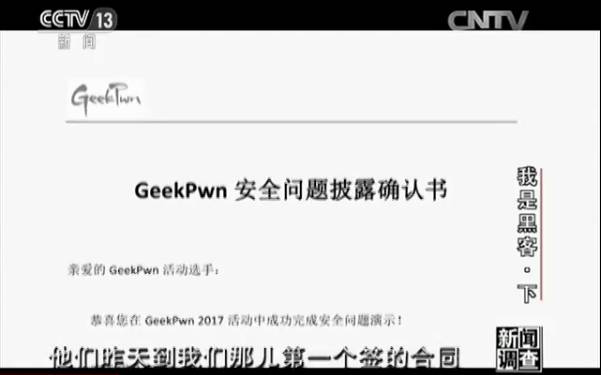 CCTV 13
新闻
CNTV
GeekPwn
GeekPwn 安全问题披露确认书
亲爱的 GeekPwn 活动选手：
恭喜您在 GeekPwn 2017 活动中成功完成安全问题演示！
我是黑客·下
他们昨天到我们那儿第一个签的合同
新闻
调查